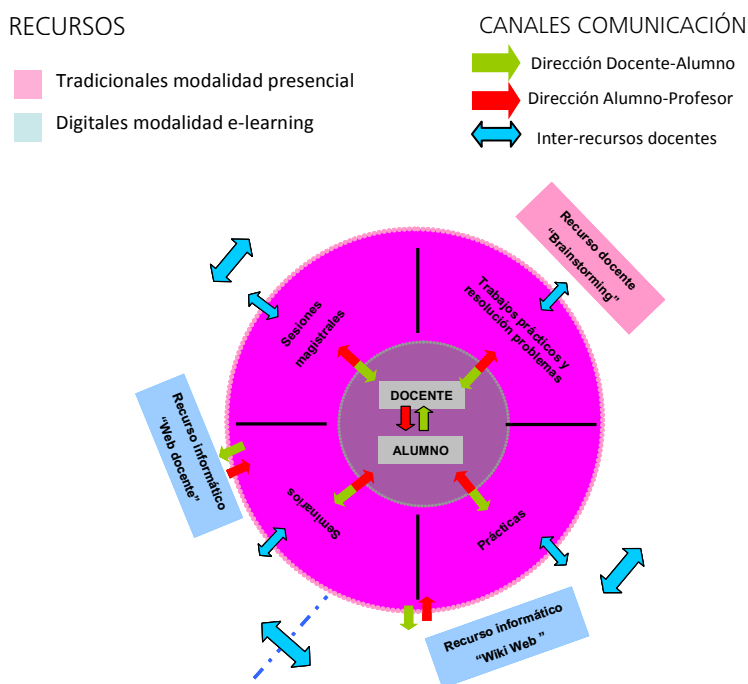 RECURSOS
Tradicionales modalidad presencial
Digitales modalidad e-learning
CANALES COMUNICACIÓN
Dirección Docente-Alumno
Dirección Alumno-Profesor
Inter-recursos docentes
Recurso docente
“Brainstorming”
Sesiones
magistrales
Trabajos prácticos y
resolución problemas
DOCENTE
ALUMNO
Recurso informático
“Web docente”
Seminarios
Prácticas
Recurso informático
“Wiki Web ”